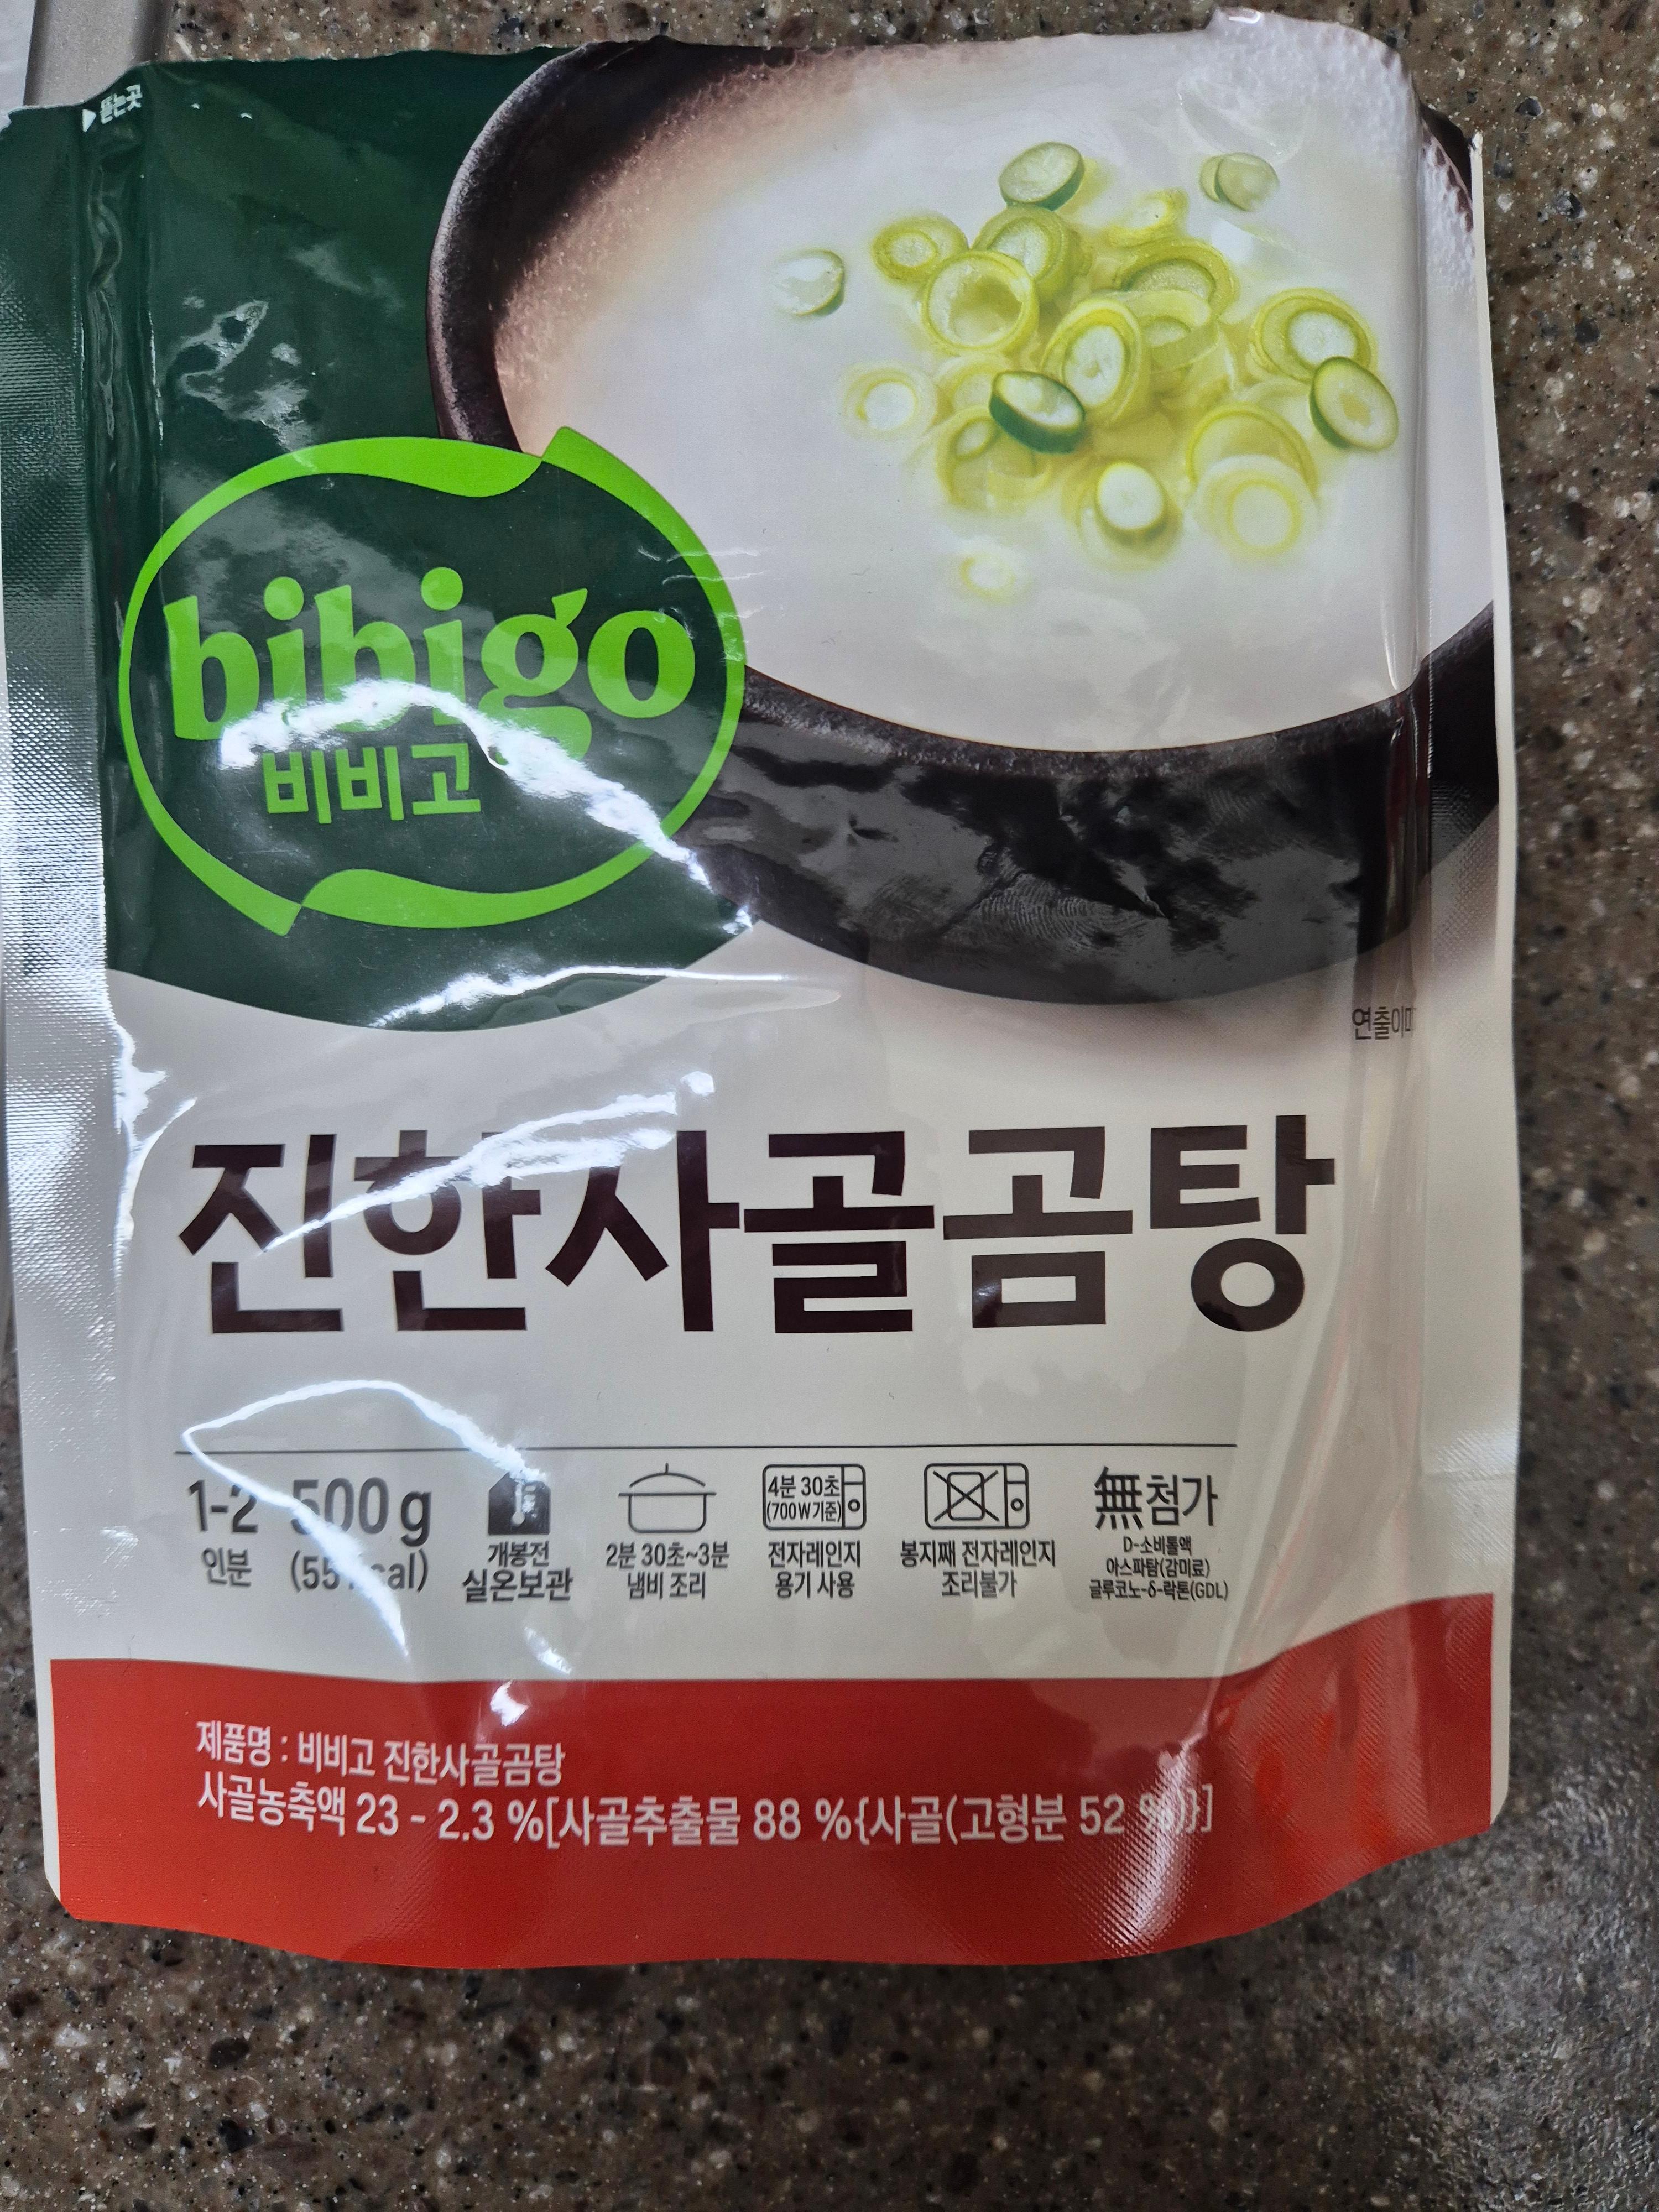 ▶뜯는곳
bibigo
비비고
진한사골곰탕
1-2
인분
500g
개봉전
실온보관
2분 30초~3분
냄비 조리
4분 30초
(700W기준)
전자레인지
용기 사용
봉지째 전자레인지
조리불가
無첨가
D-소비톨액
아스파탐(감미료)
글루코노-δ-락톤(GDL)
제품명 : 비비고 진한사골곰탕
사골농축액 23 - 2.3 %[사골추출물 88 %{사골(고형분 52 %)}]